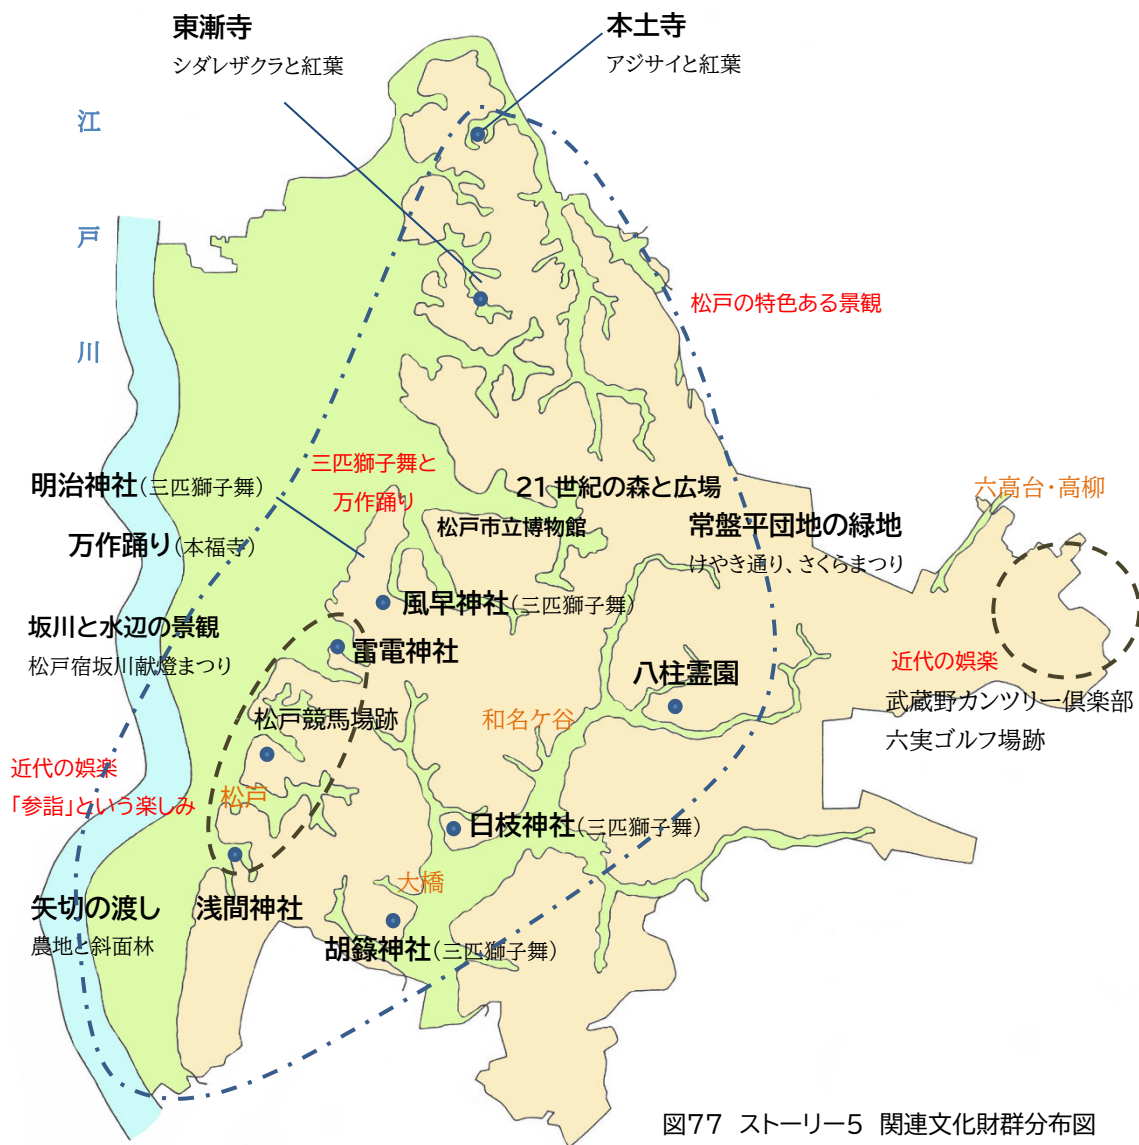 東漸寺
シダレザクラと紅葉
本土寺
アジサイと紅葉
江
戸
川
松戸の特色ある景観
三匹獅子舞と
万作踊り
明治神社(三匹獅子舞)
万作踊り(本福寺)
21世紀の森と広場
松戸市立博物館
常盤平団地の緑地
けやき通り、さくらまつり
六高台・高柳
風早神社(三匹獅子舞)
坂川と水辺の景観
松戸宿坂川献燈まつり
雷電神社
八柱霊園
近代の娯楽
武蔵野カンツリー倶楽部
六実ゴルフ場跡
松戸競馬場跡
和名ケ谷
近代の娯楽
「参詣」という楽しみ
松戸
日枝神社(三匹獅子舞)
大橋
矢切の渡し
農地と斜面林
浅間神社
胡籙神社(三匹獅子舞)
図77 ストーリー5 関連文化財群分布図